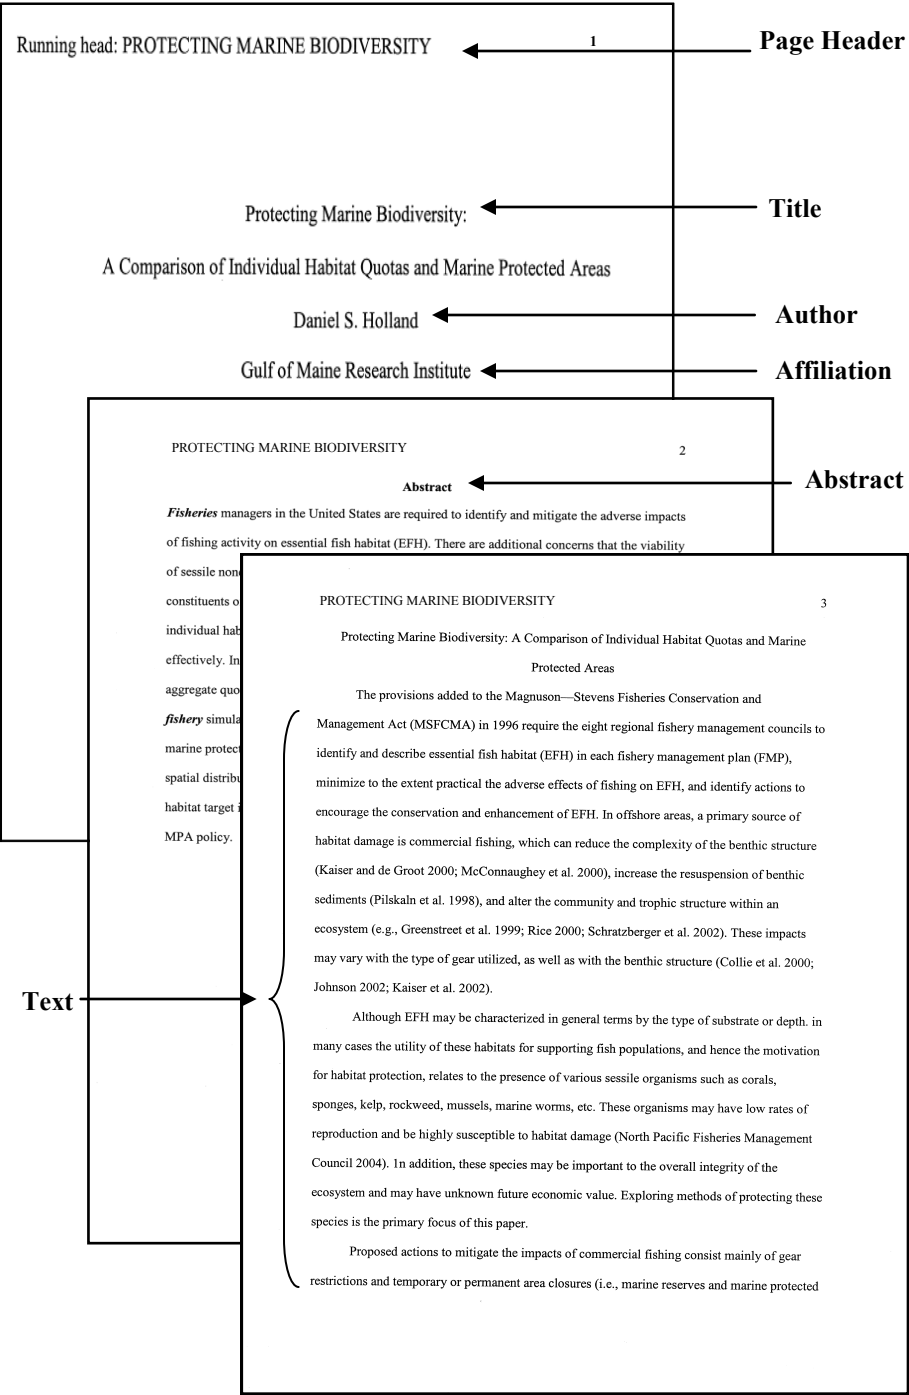 Running head: PROTECTING MARINE BIODIVERSITY 1
Page Header
Protecting Marine Biodiversity:
Title
A Comparison of Individual Habitat Quotas and Marine Protected Areas
Daniel S. Holland
Author
Gulf of Maine Research Institute
Affiliation
PROTECTING MARINE BIODIVERSITY 2
Abstract
Abstract
Fisheries managers in the United States are required to identify and mitigate the adverse impacts
of fishing activity on essential fish habitat (EFH). There are additional concerns that the viability
of sessile
constituents
individual
effectively. In
aggregate
fishery
marine
spatial
habitat target
MPA policy.
PROTECTING MARINE BIODIVERSITY 3
Protecting Marine Biodiversity: A Comparison of Individual Habitat Quotas and Marine
Protected Areas
The provisions added to the Magnuson—Stevens Fisheries Conservation and
Management Act (MSFCMA) in 1996 require the eight regional fishery management councils to
identify and describe essential fish habitat (EFH) in each fishery management plan (FMP),
minimize to the extent practical the adverse effects of fishing on EFH, and identify actions to
encourage the conservation and enhancement of EFH. In offshore areas, a primary source of
habitat damage is commercial fishing, which can reduce the complexity of the benthic structure
(Kaiser and de Groot 2000; McConnaughey et al. 2000), increase the resuspension of benthic
sediments (Pilskaln et al. 1998), and alter the community and trophic structure within an
ecosystem (e.g., Greenstreet et al. 1999; Rice 2000; Schratzberger et al. 2002). These impacts
may vary with the type of gear utilized, as well as with the benthic structure (Collie et al. 2000;
Johnson 2002; Kaiser et al. 2002).
Text
Although EFH may be characterized in general terms by the type of substrate or depth. in
many cases the utility of these habitats for supporting fish populations, and hence the motivation
for habitat protection, relates to the presence of various sessile organisms such as corals,
sponges, kelp, rockweed, mussels, marine worms, etc. These organisms may have low rates of
reproduction and be highly susceptible to habitat damage (North Pacific Fisheries Management
Council 2004). 1n addition, these species may be important to the overall integrity of the
ecosystem and may have unknown future economic value. Exploring methods of protecting these
species is the primary focus of this paper.
Proposed actions to mitigate the impacts of commercial fishing consist mainly of gear
restrictions and temporary or permanent area closures (i.e., marine reserves and marine protected